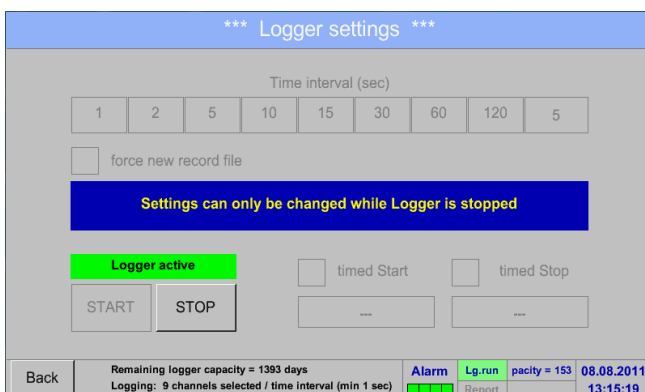 *** Logger settings ***
Time interval (sec)
1 2 5 10 15 30 60 120 5
force new record file
Settings can only be changed while Logger is stopped
Logger active
timed Start timed Stop
START STOP --- ---
Back
Remaining logger capacity = 1393 days
Logging: 9 channels selected / time interval (min 1 sec)
Alarm
Lg.run pacity = 153 08.08.2011
Report 13:15:19